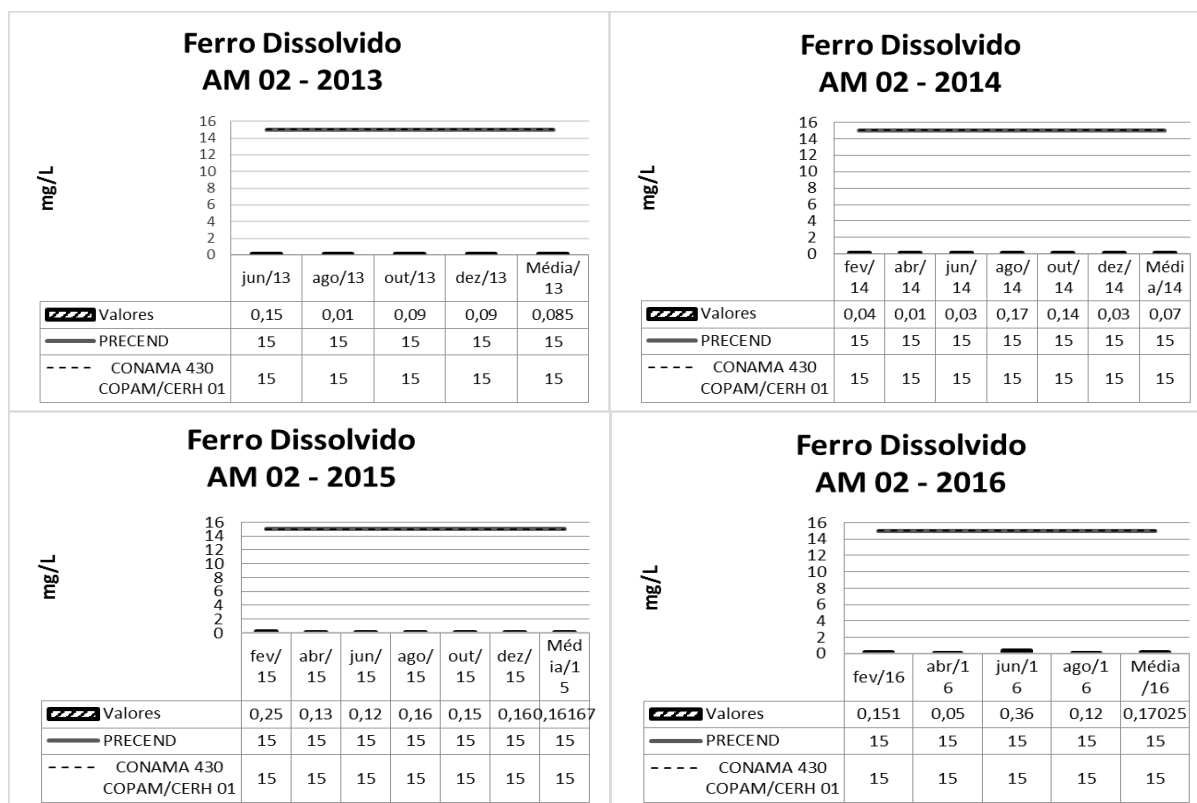 Ferro Dissolvido
AM 02 - 2013
mg/L
16
14
12
10
8
6
4
2
0
jun/13 ago/13 out/13 dez/13 Média/13
Valores 0,15 0,01 0,09 0,09 0,085
PRECEND 15 15 15 15 15
CONAMA 430
COPAM/CERH 01 15 15 15 15 15
Ferro Dissolvido
AM 02 - 2014
mg/L
16
14
12
10
8
6
4
2
0
fev/14 abr/14 jun/14 ago/14 out/14 dez/14 Média/14
Valores 0,04 0,01 0,03 0,17 0,14 0,03 0,07
PRECEND 15 15 15 15 15 15 15
CONAMA 430
COPAM/CERH 01 15 15 15 15 15 15 15
Ferro Dissolvido
AM 02 - 2015
mg/L
16
14
12
10
8
6
4
2
0
fev/15 abr/15 jun/15 ago/15 out/15 dez/15 Média/15
Valores 0,25 0,13 0,12 0,16 0,15 0,16 0,16167
PRECEND 15 15 15 15 15 15 15
CONAMA 430
COPAM/CERH 01 15 15 15 15 15 15 15
Ferro Dissolvido
AM 02 - 2016
mg/L
16
14
12
10
8
6
4
2
0
fev/16 abr/16 jun/16 ago/16 Média/16
Valores 0,151 0,05 0,36 0,12 0,17025
PRECEND 15 15 15 15 15
CONAMA 430
COPAM/CERH 01 15 15 15 15 15